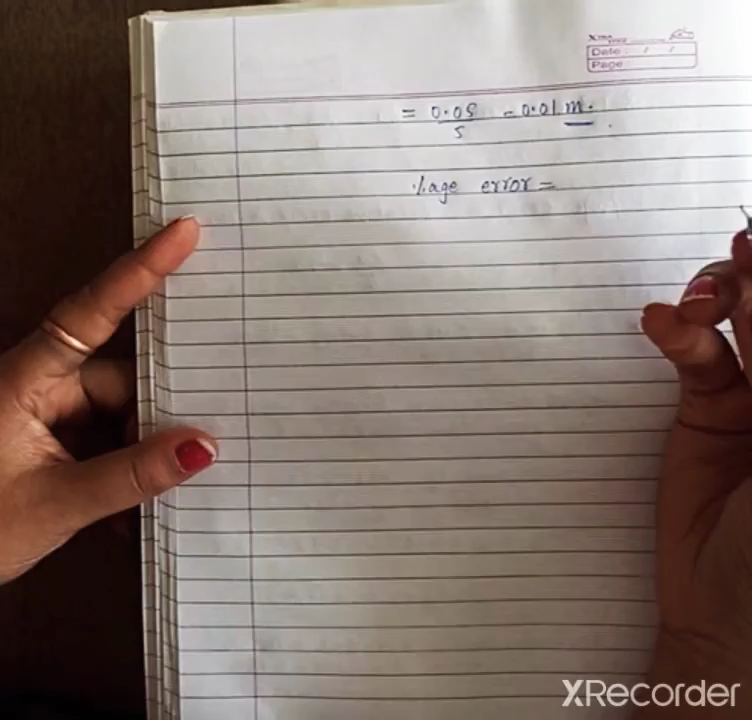 Date : / /
Page :
= 0.05 - 0.01 m.
5
%age error =
XRecorder